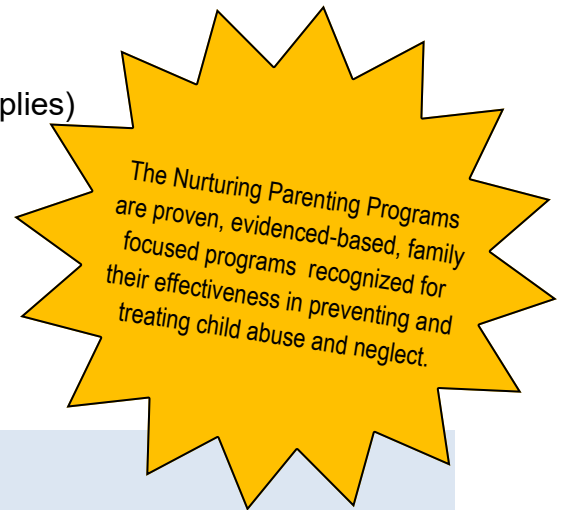 plies)
The Nurturing Parenting Programs
are proven, evidenced-based, family
focused programs recognized for
their effectiveness in preventing and
treating child abuse and neglect.